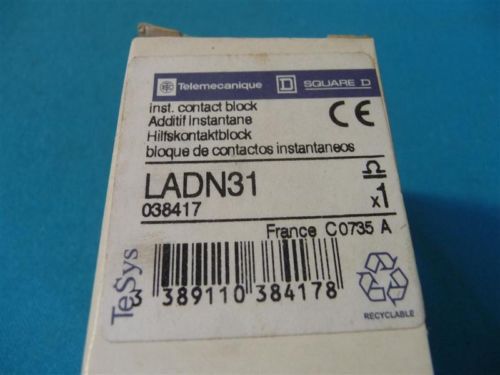 Telemecanique D SQUARE D
inst. contact block
Additif instantane
Hilfskontaktblock
bloque de contactos instantaneos
CE
LADN31
038417
x1
France C0735 A
TeSys
3 389110 384178
RECYCLABLE